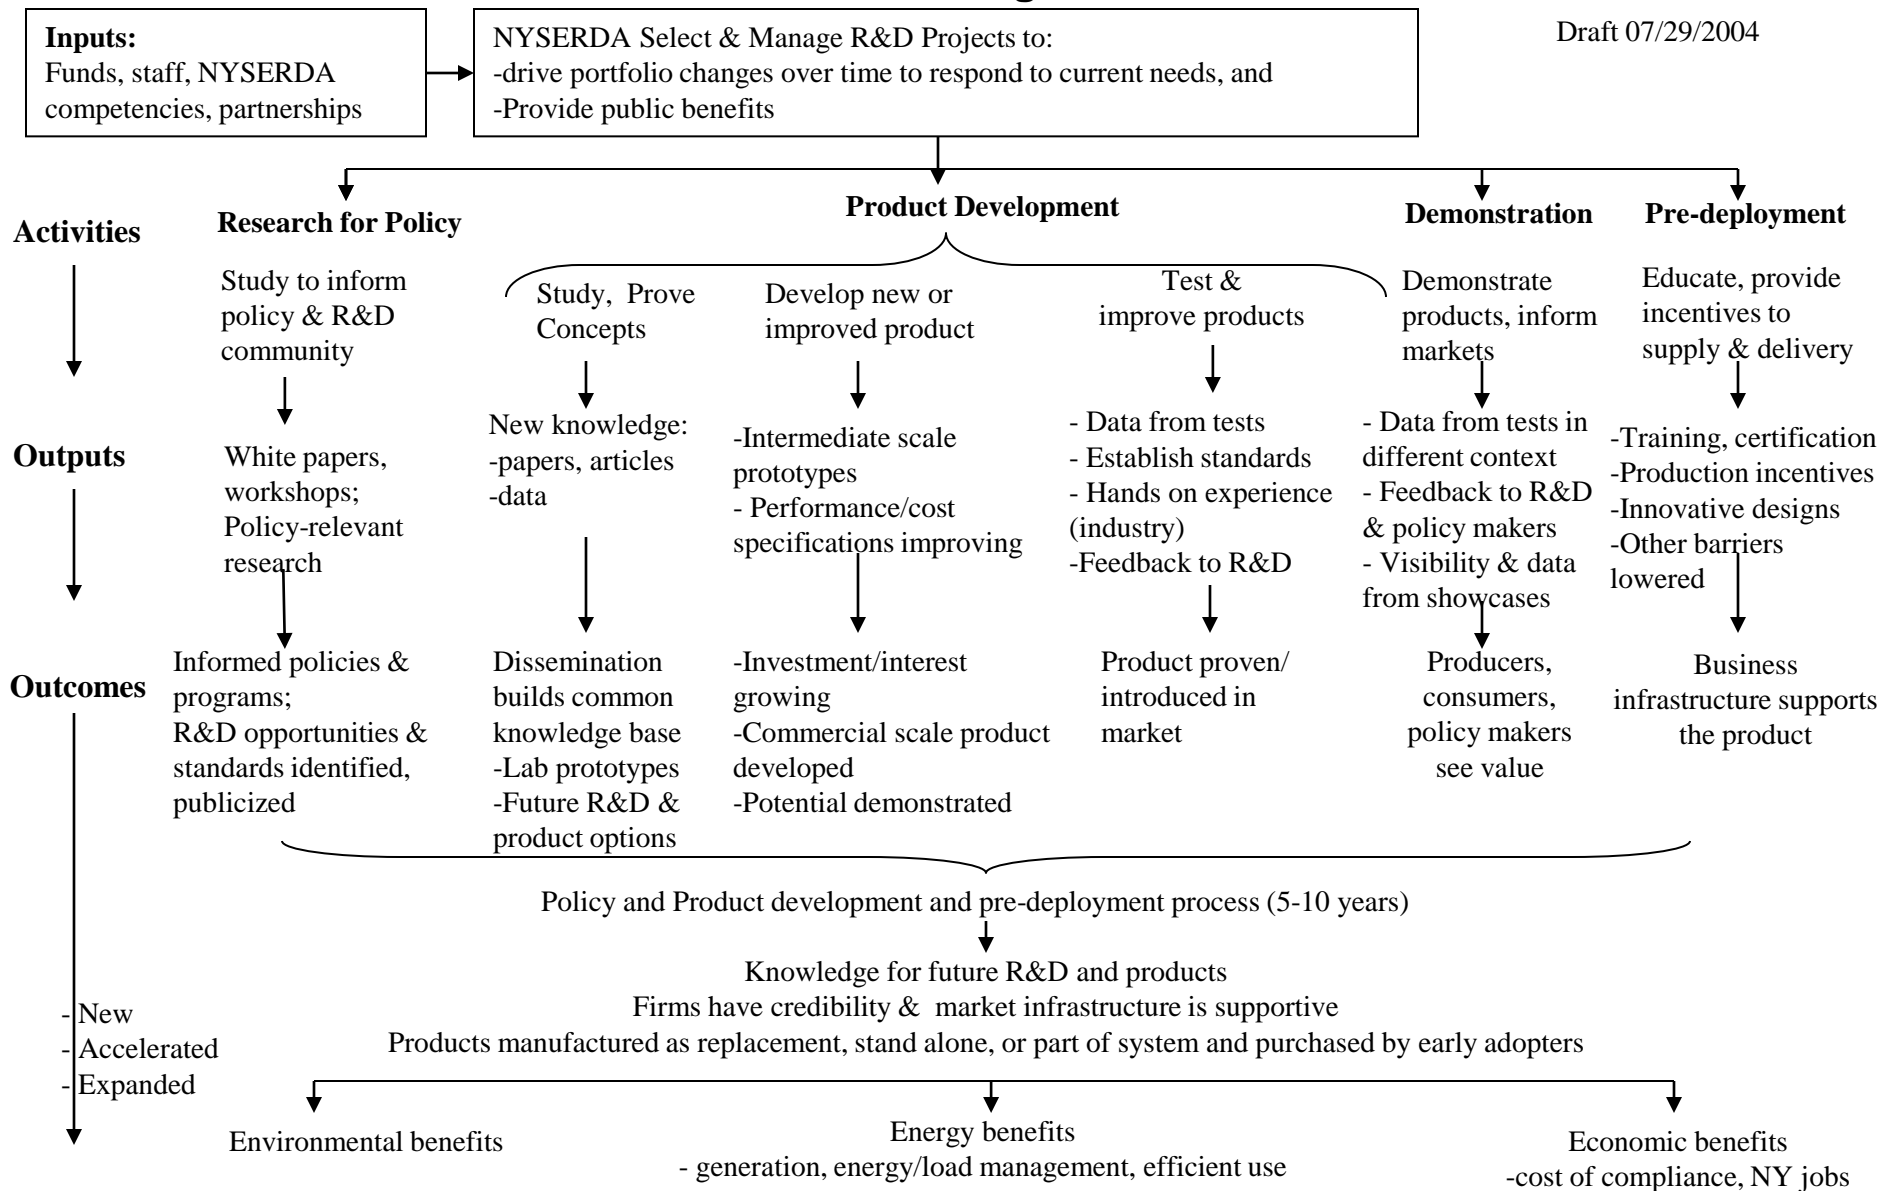 Inputs:
Funds, staff, NYSERDA
competencies, partnerships
NYSERDA Select & Manage R&D Projects to:
-drive portfolio changes over time to respond to current needs, and
-Provide public benefits
Draft 07/29/2004
Activities
Research for Policy
Product Development
Demonstration
Pre-deployment
Study to inform
policy & R&D
community
Study, Prove
Concepts
Develop new or
improved product
Test &
improve products
Demonstrate
products, inform
markets
Educate, provide
incentives to
supply & delivery
Outputs
White papers,
workshops;
Policy-relevant
research
New knowledge:
-papers, articles
-data
-Intermediate scale
prototypes
- Performance/cost
specifications improving
- Data from tests
- Establish standards
- Hands on experience
(industry)
-Feedback to R&D
- Data from tests in
different context
- Feedback to R&D
& policy makers
- Visibility & data
from showcases
-Training, certification
-Production incentives
-Innovative designs
-Other barriers
lowered
Outcomes
Informed policies &
programs;
R&D opportunities &
standards identified,
publicized
Dissemination
builds common
knowledge base
-Lab prototypes
-Future R&D &
product options
-Investment/interest
growing
-Commercial scale product
developed
-Potential demonstrated
Product proven/
introduced in
market
Producers,
consumers,
policy makers
see value
Business
infrastructure supports
the product
Policy and Product development and pre-deployment process (5-10 years)
Knowledge for future R&D and products
Firms have credibility & market infrastructure is supportive
Products manufactured as replacement, stand alone, or part of system and purchased by early adopters
- New
- Accelerated
- Expanded
Environmental benefits
Energy benefits
- generation, energy/load management, efficient use
Economic benefits
-cost of compliance, NY jobs